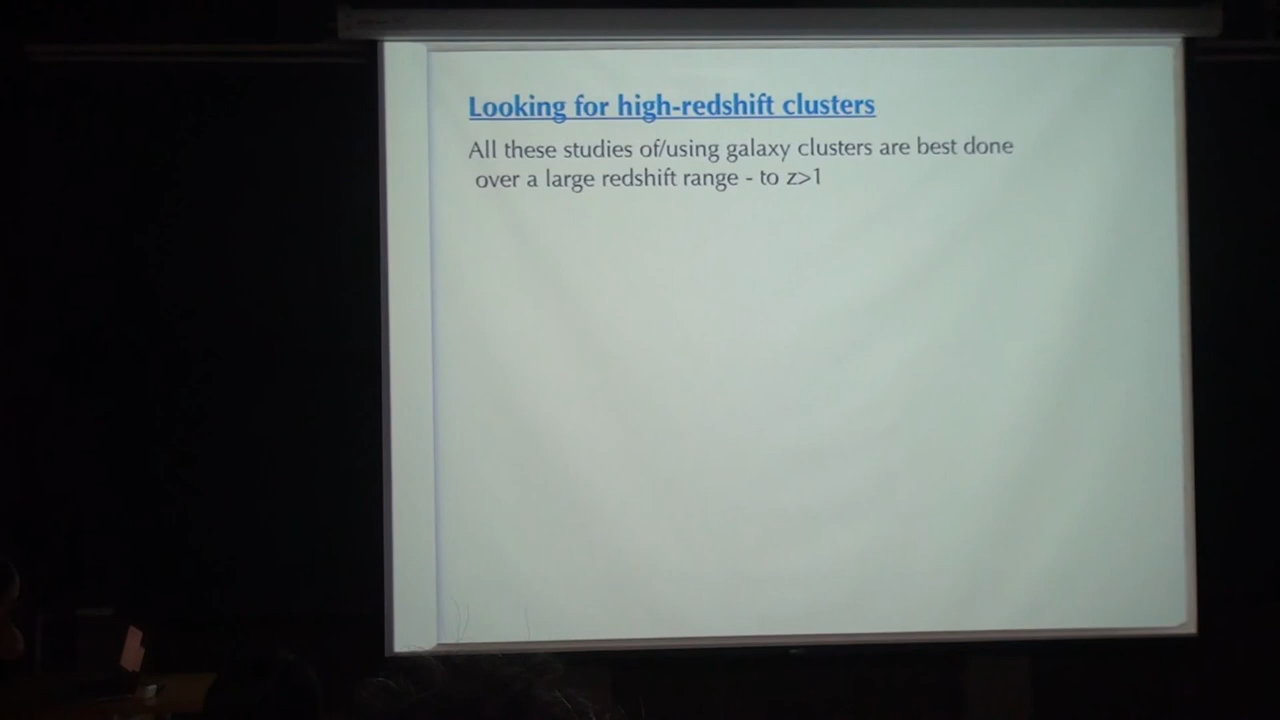 Looking for high-redshift clusters
All these studies of/using galaxy clusters are best done
over a large redshift range - to z>1